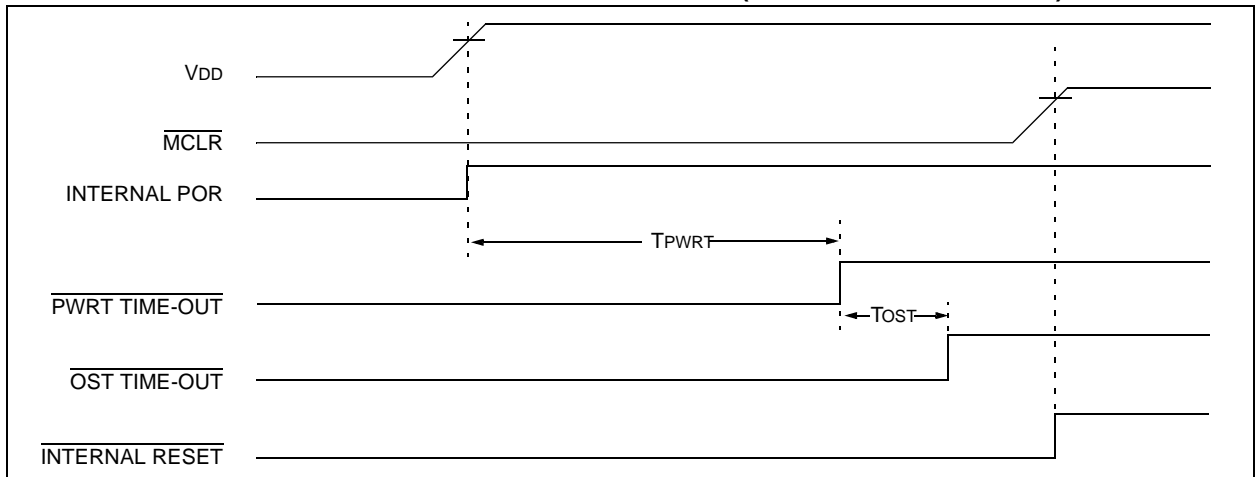 VDD
MCLR
INTERNAL POR
TPWRT
PWRT TIME-OUT
TOST
OST TIME-OUT
INTERNAL RESET